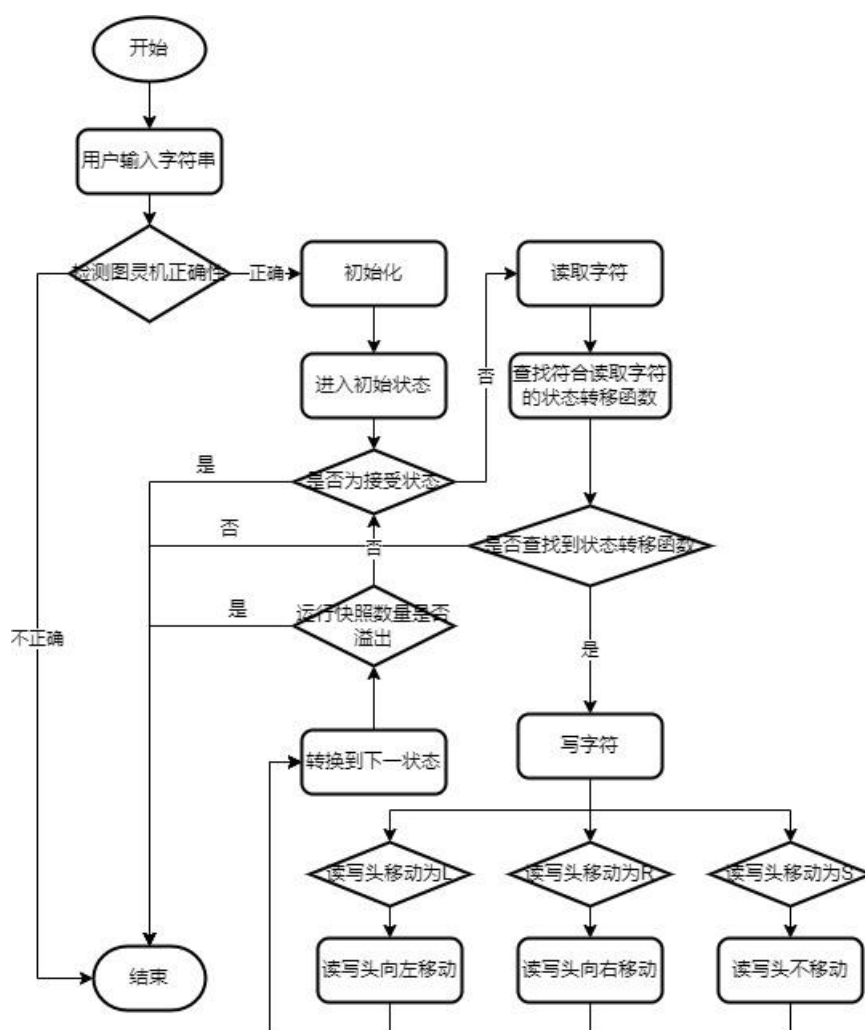 开始
用户输入字符串
检测图灵机正确性
正确
初始化
读取字符
进入初始状态
否
查找符合读取字符
的状态转移函数
是
是否为接受状态
否
是否查找到状态转移函数
否
是
运行快照数量是否
溢出
不正确
是
写字符
转换到下一状态
读写头移动为L
读写头移动为R
读写头移动为S
读写头向左移动
读写头向右移动
读写头不移动
结束